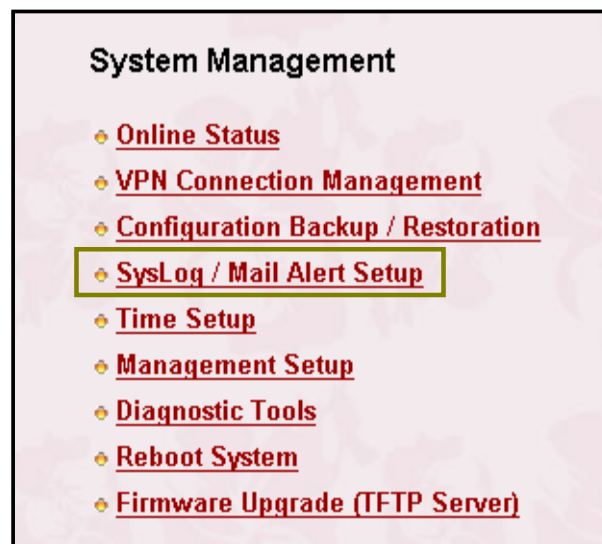 System Management
Online Status
VPN Connection Management
Configuration Backup / Restoration
SysLog / Mail Alert Setup
Time Setup
Management Setup
Diagnostic Tools
Reboot System
Firmware Upgrade (TFTP Server)